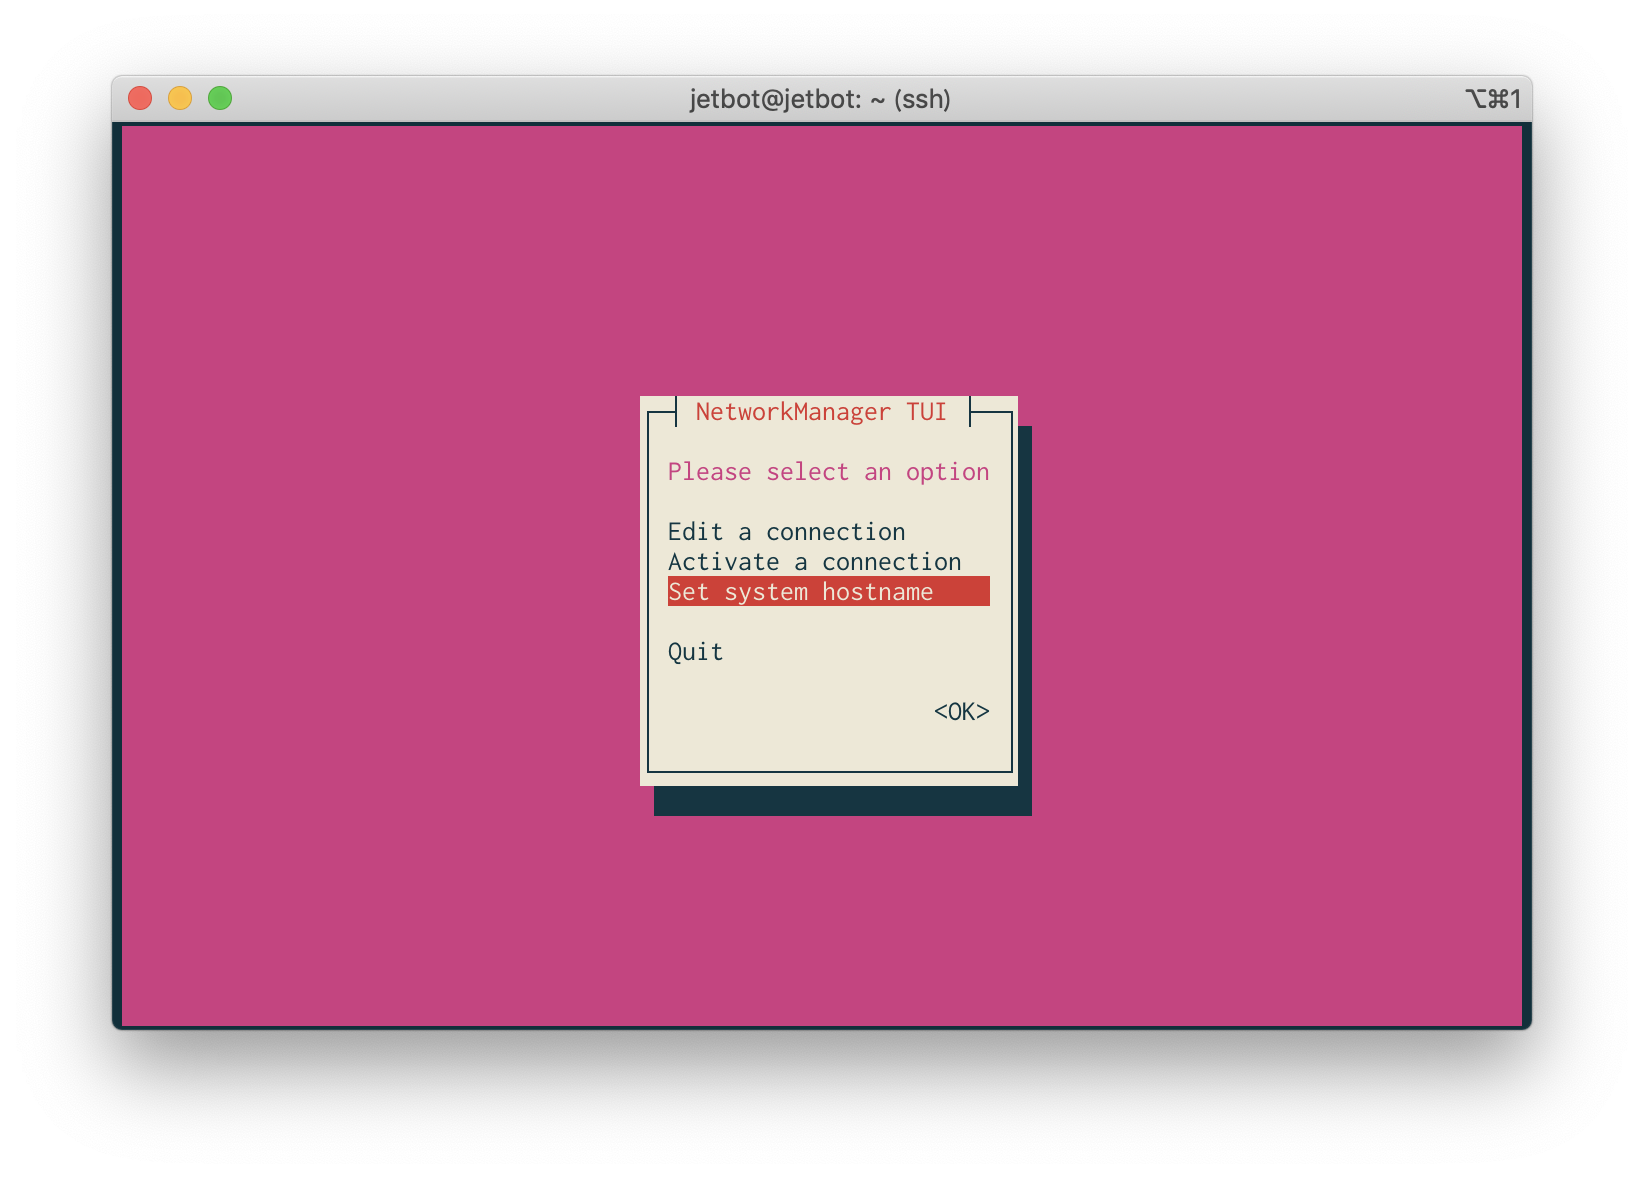 jetbot@jetbot: ~ (ssh)
⌥⌘1
NetworkManager TUI
Please select an option
Edit a connection
Activate a connection
Set system hostname
Quit
<OK>